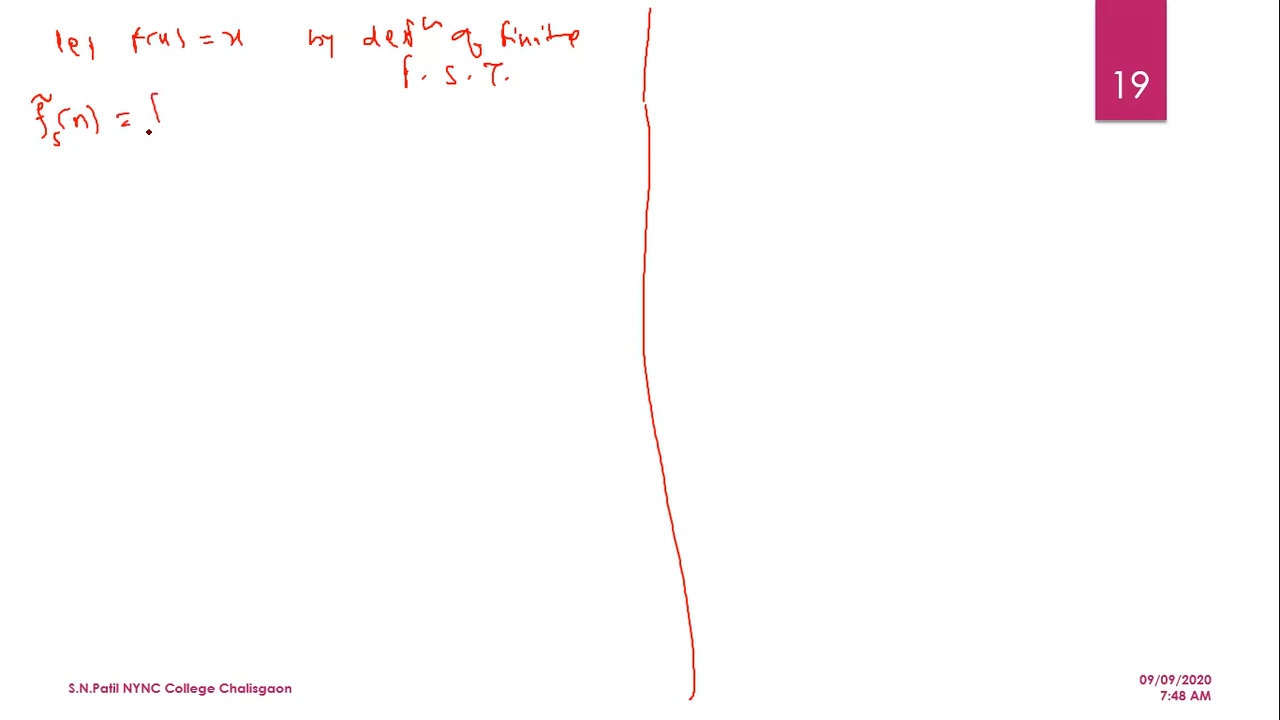 let f(x) = x by defⁿ of finite
F. S. T.
f̃ₛ(n) = ∫
19
S.N.Patil NYNC College Chalisgaon
09/09/2020
7:48 AM